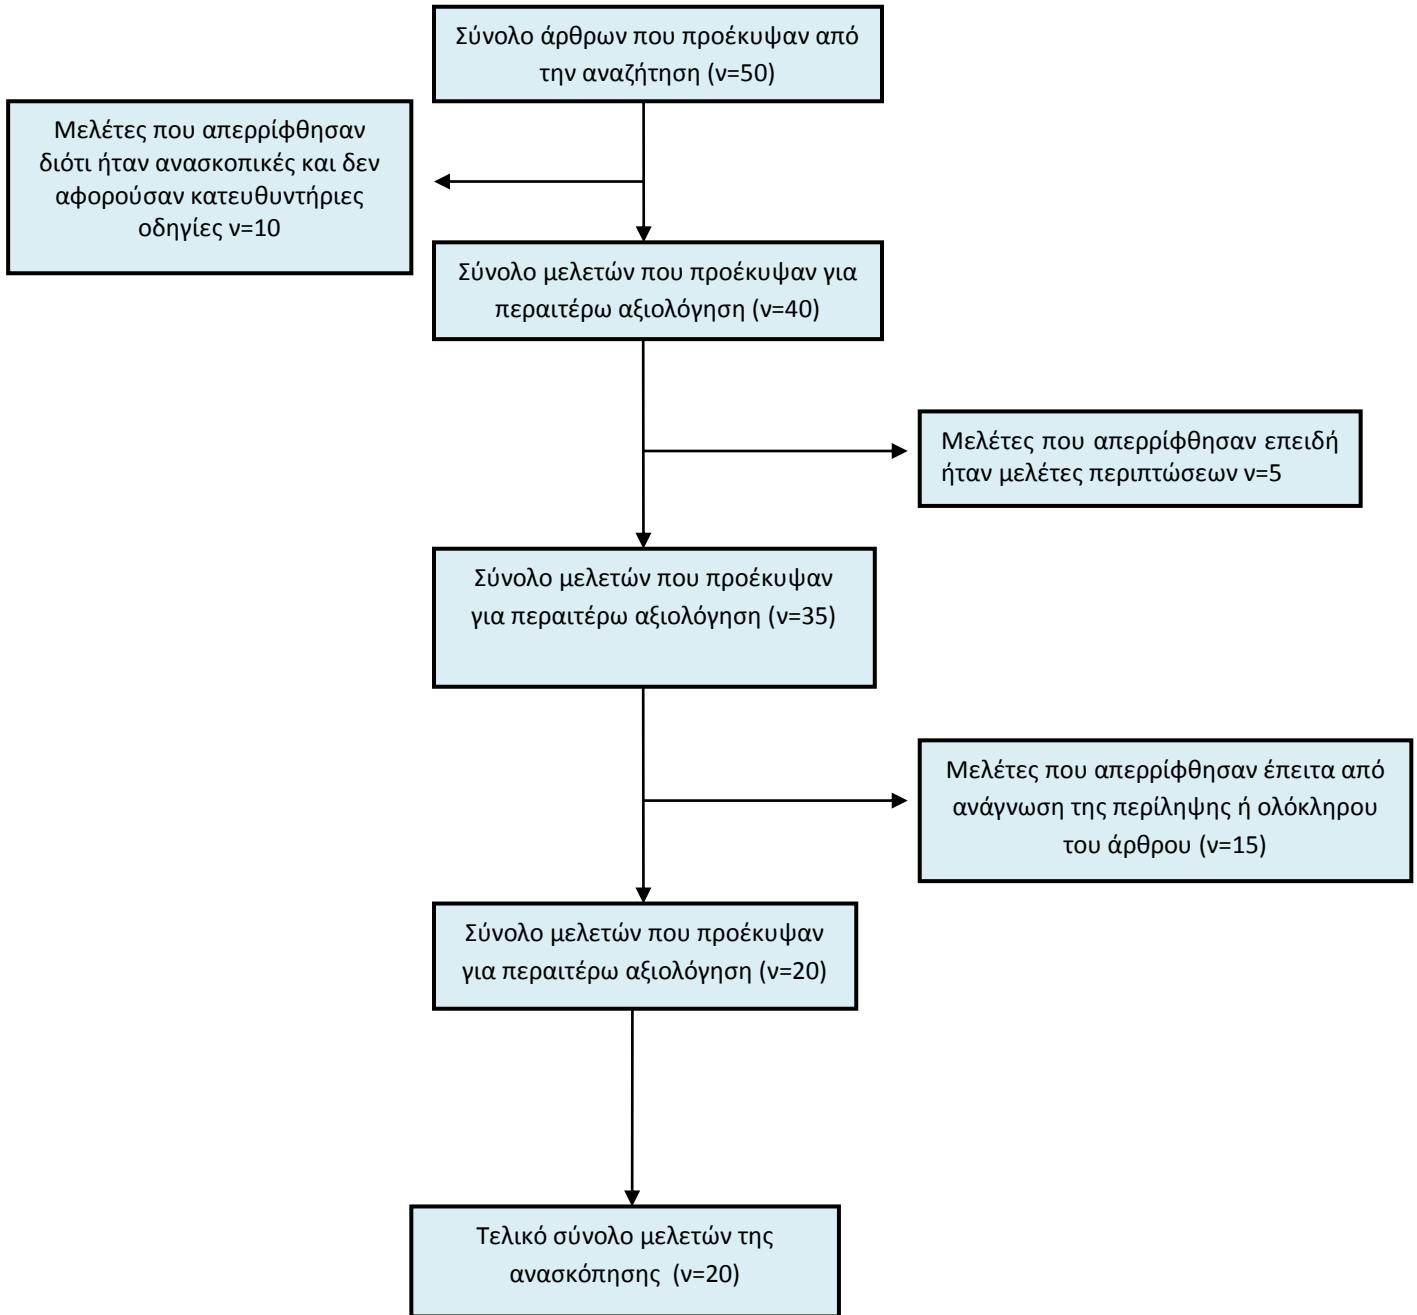 Σύνολο άρθρων που προέκυψαν από
την αναζήτηση (ν=50)
Μελέτες που απερρίφθησαν
διότι ήταν ανασκοπικές και δεν
αφορούσαν κατευθυντήριες
οδηγίες ν=10
Σύνολο μελετών που προέκυψαν για
περαιτέρω αξιολόγηση (ν=40)
Μελέτες που απερρίφθησαν επειδή
ήταν μελέτες περιπτώσεων ν=5
Σύνολο μελετών που προέκυψαν
για περαιτέρω αξιολόγηση (ν=35)
Μελέτες που απερρίφθησαν έπειτα από
ανάγνωση της περίληψης ή ολόκληρου
του άρθρου (ν=15)
Σύνολο μελετών που προέκυψαν
για περαιτέρω αξιολόγηση (ν=20)
Τελικό σύνολο μελετών της
ανασκόπησης (ν=20)